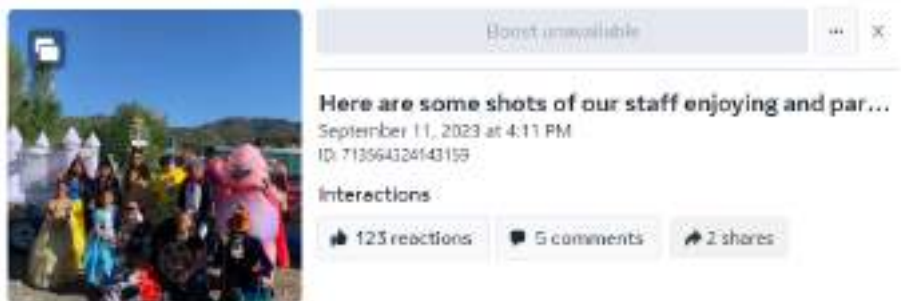 Boost unavailable
Here are some shots of our staff enjoying and par...
September 11, 2023 at 4:11 PM
ID: 713564324143159
Interactions
123 reactions
5 comments
2 shares